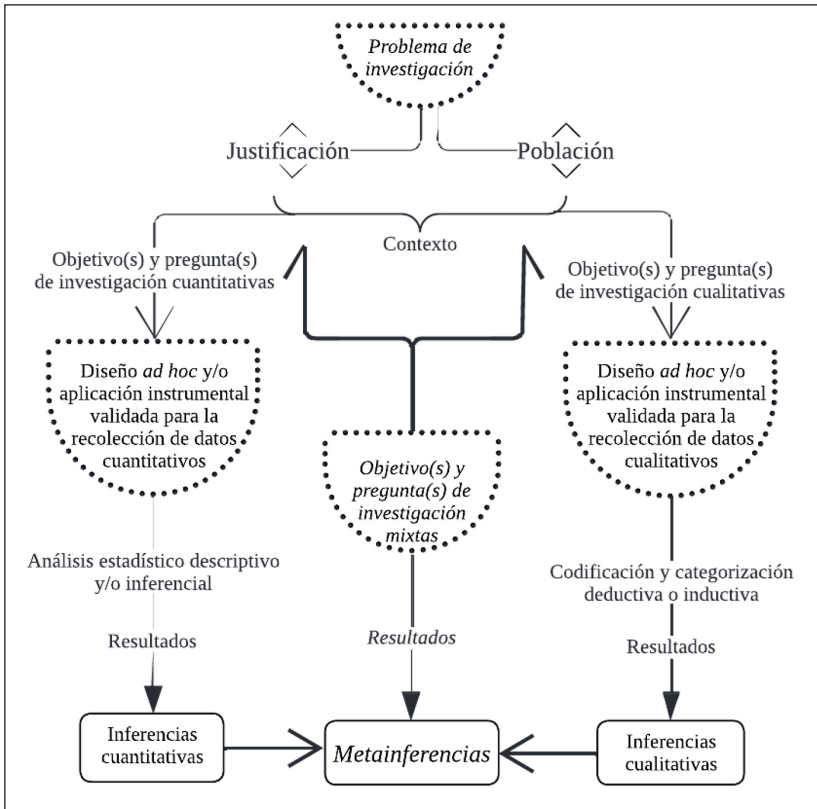 Problema de
investigación
Justificación
Población
Contexto
Objetivo(s) y pregunta(s)
de investigación cuantitativas
Objetivo(s) y pregunta(s)
de investigación cualitativas
Diseño ad hoc y/o
aplicación instrumental
validada para la
recolección de datos
cuantitativos
Objetivo(s) y
pregunta(s) de
investigación
mixtas
Diseño ad hoc y/o
aplicación instrumental
validada para la
recolección de datos
cualitativos
Análisis estadístico descriptivo
y/o inferencial
Codificación y categorización
deductiva o inductiva
Resultados
Resultados
Resultados
Inferencias
cuantitativas
Metainferencias
Inferencias
cualitativas